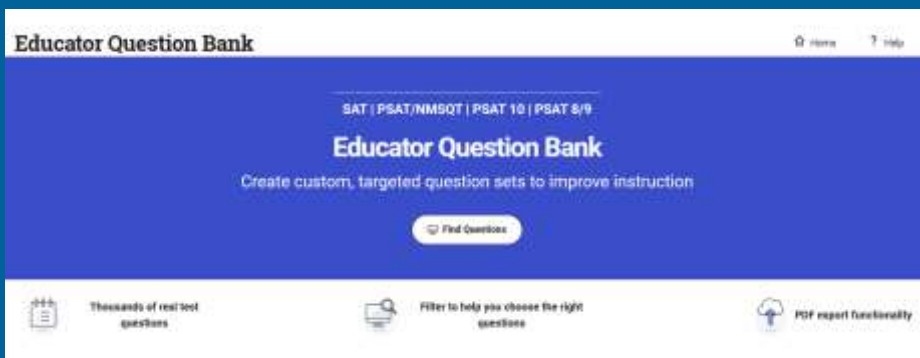 Educator Question Bank
Home
? Help
SAT | PSAT/NMSQT | PSAT 10 | PSAT 8/9
Educator Question Bank
Create custom, targeted question sets to improve instruction
Find Questions
Thousands of real test
questions
Filter to help you choose the right
questions
PDF export functionality